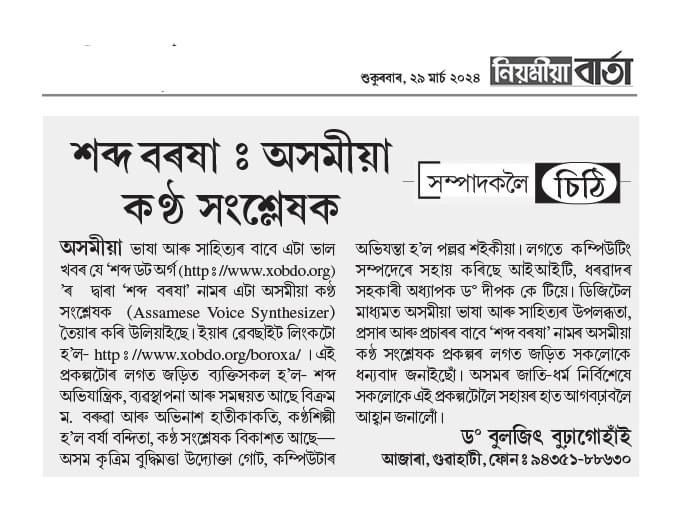 শুকুৰবাৰ, ২৯ মাৰ্চ ২০২৪ নিয়মীয়া বাৰ্তা
শব্দ বৰষা ঃ অসমীয়া
কণ্ঠ সংশ্লেষক
সম্পাদকলৈ চিঠি
অসমীয়া ভাষা আৰু সাহিত্যৰ বাবে এটা ভাল
খবৰ যে ‘শব্দ ডট অৰ্গ (http ঃ //www.xobdo.org)
’ৰ দ্বাৰা ‘শব্দ বৰষা’ নামৰ এটা অসমীয়া কণ্ঠ
সংশ্লেষক (Assamese Voice Synthesizer)
তৈয়াৰ কৰি উলিয়াইছে। ইয়াৰ ৱেবছাইট লিংকটো
হ’ল- http ঃ //www.xobdo.org/boroxa/ । এই
প্ৰকল্পটোৰ লগত জড়িত ব্যক্তিসকল হ’ল- শব্দ
অভিযান্ত্ৰিক, ব্যৱস্থাপনা আৰু সমন্বয়ত আছে বিক্ৰম
ম. বৰুৱা আৰু অভিনাশ হাতীকাকতি, কণ্ঠশিল্পী
হ’ল বৰ্ষা বন্দিতা, কণ্ঠ সংশ্লেষক বিকাশত আছে—
অসম কৃত্ৰিম বুদ্ধিমত্তা উদ্যোক্তা গোট, কম্পিউটাৰ
অভিযন্তা হ’ল পল্লৱ শইকীয়া। লগতে কম্পিউটিং
সম্পদেৰে সহায় কৰিছে আইআইটি, ধৰৱাদৰ
সহকাৰী অধ্যাপক ড° দীপক কে টিয়ে। ডিজিটেল
মাধ্যমত অসমীয়া ভাষা আৰু সাহিত্যৰ উপলব্ধতা,
প্ৰসাৰ আৰু প্ৰচাৰৰ বাবে ‘শব্দ বৰষা’ নামৰ অসমীয়া
কণ্ঠ সংশ্লেষক প্ৰকল্পৰ লগত জড়িত সকলোকে
ধন্যবাদ জনাইছোঁ। অসমৰ জাতি-ধৰ্ম নিৰ্বিশেষে
সকলোকে এই প্ৰকল্পটোলৈ সহায়ৰ হাত আগবঢ়াবলৈ
আহ্বান জনালোঁ।
ড° বুলজিৎ বুঢ়াগোহাঁই
আজাৰা, গুৱাহাটী, ফোন ঃ ৯৪৩৫১-৮৮৬৩০